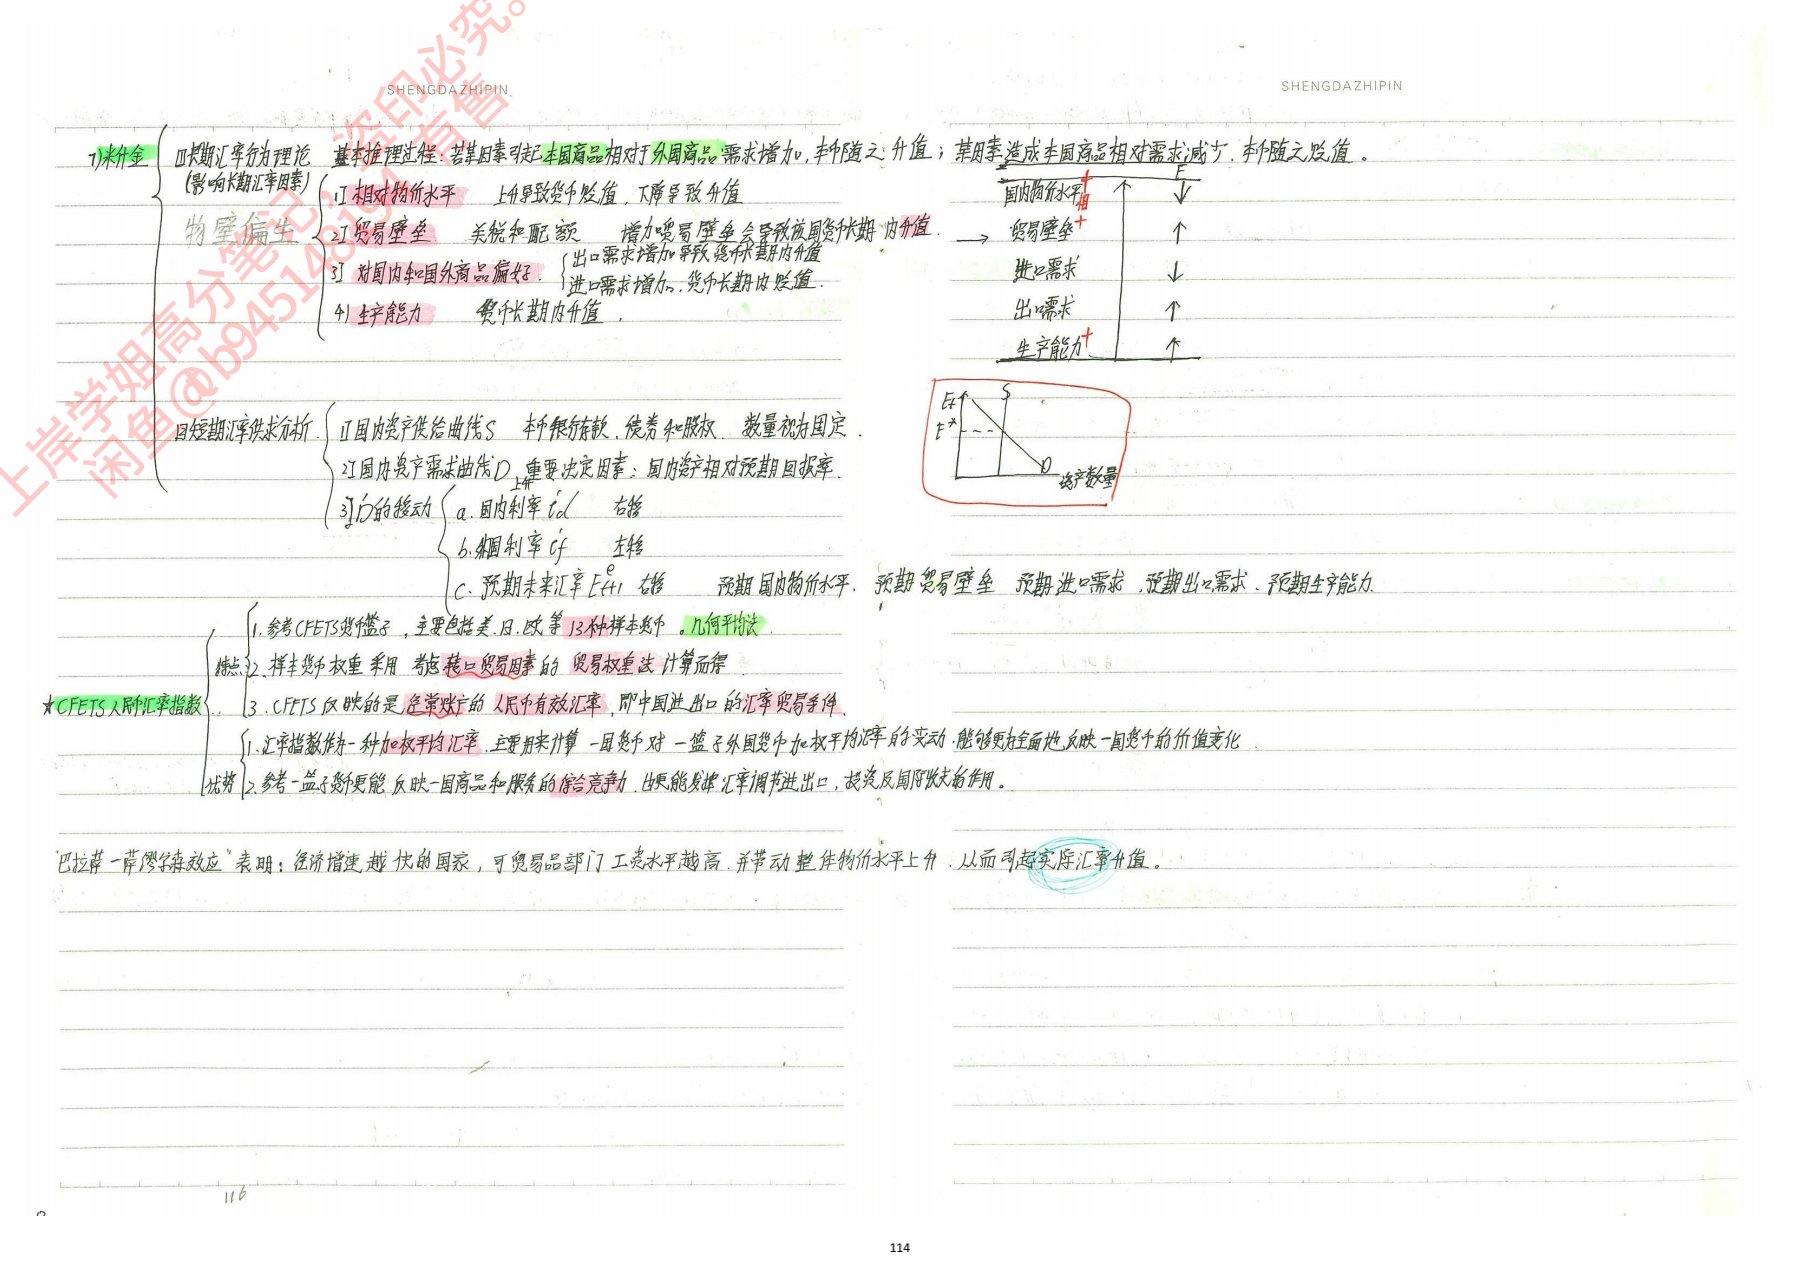 SHENGDAZHIPIN
SHENGDAZHIPIN
上岸学姐高分笔记，盗印必究。
闲鱼@tb94514819 有售
7)米什金
[1]长期汇率行为理论 基本推理过程：若某因素引起本国商品相对于外国商品需求增加，本币随之升值；某因素造成本国商品相对需求减少，本币随之贬值。
(影响长期汇率因素)
物壁偏生
1] 相对物价水平 上升导致货币贬值，下降导致升值
2] 贸易壁垒 关税和配额 增加贸易壁垒会导致该国货币长期内升值. →
3] 对国内和国外商品偏好. 出口需求增加导致货币长期内升值
进口需求增加，货币长期内贬值.
4) 生产能力 货币长期内升值.
E
国内物价水平+ 相 ↑ ↓
贸易壁垒+ ↑
进口需求 ↓
出口需求 ↑
生产能力+ ↑
[2]短期汇率供求分析
1] 国内资产供给曲线S 本币银行存款、债券和股权. 数量视为固定.
2] 国内资产需求曲线D 重要决定因素：国内资产相对预期回报率.
3] D的移动 上升
a. 国内利率 id 右移
b. 外国利率 if 左移
c. 预期未来汇率 Eᵉt+1 右移 预期国内物价水平. 预期贸易壁垒 预期进口需求. 预期出口需求. 预期生产能力.
Et
E*
S
D
资产数量
★CFETS人民币汇率指数
特点
1. 参考CFETS货币篮子，主要包括美.日.欧等13种样本货币。几何平均法.
2. 样本货币权重采用 考虑转口贸易因素的 贸易权重法计算而得
3. CFETS反映的是经常账户的 人民币有效汇率，即中国进出口的汇率贸易条件.
优势
1. 汇率指数作为一种加权平均汇率. 主要用来计算 一国货币对 一篮子外国货币加权平均汇率的变动. 能够更为全面地反映一国货币的价值变化
2. 参考一篮子货币更能反映一国商品和服务的综合竞争力. 也更能发挥汇率调节进出口，投资及国际收支的作用。
"巴拉萨—萨缪尔森效应"表明：经济增速越快的国家，可贸易品部门工资水平越高.并带动整体物价水平上升. 从而引起实际汇率升值。
116
114